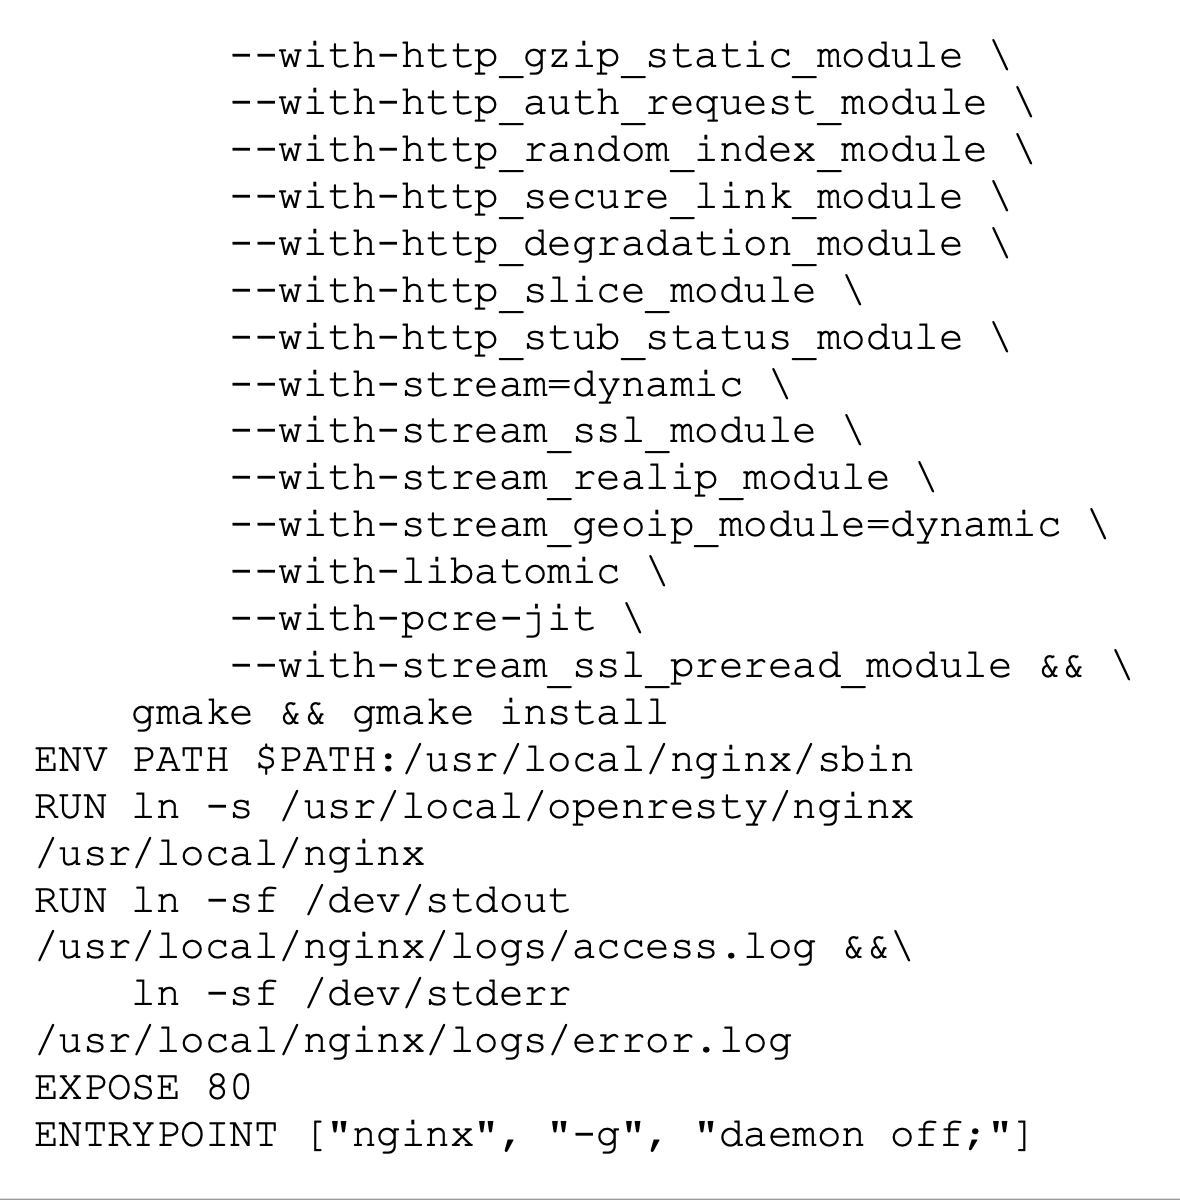 --with-http_gzip_static_module \
--with-http_auth_request_module \
--with-http_random_index_module \
--with-http_secure_link_module \
--with-http_degradation_module \
--with-http_slice_module \
--with-http_stub_status_module \
--with-stream=dynamic \
--with-stream_ssl_module \
--with-stream_realip_module \
--with-stream_geoip_module=dynamic \
--with-libatomic \
--with-pcre-jit \
--with-stream_ssl_preread_module && \
gmake && gmake install
ENV PATH $PATH:/usr/local/nginx/sbin
RUN ln -s /usr/local/openresty/nginx
/usr/local/nginx
RUN ln -sf /dev/stdout
/usr/local/nginx/logs/access.log &&\
ln -sf /dev/stderr
/usr/local/nginx/logs/error.log
EXPOSE 80
ENTRYPOINT ["nginx", "-g", "daemon off;"]